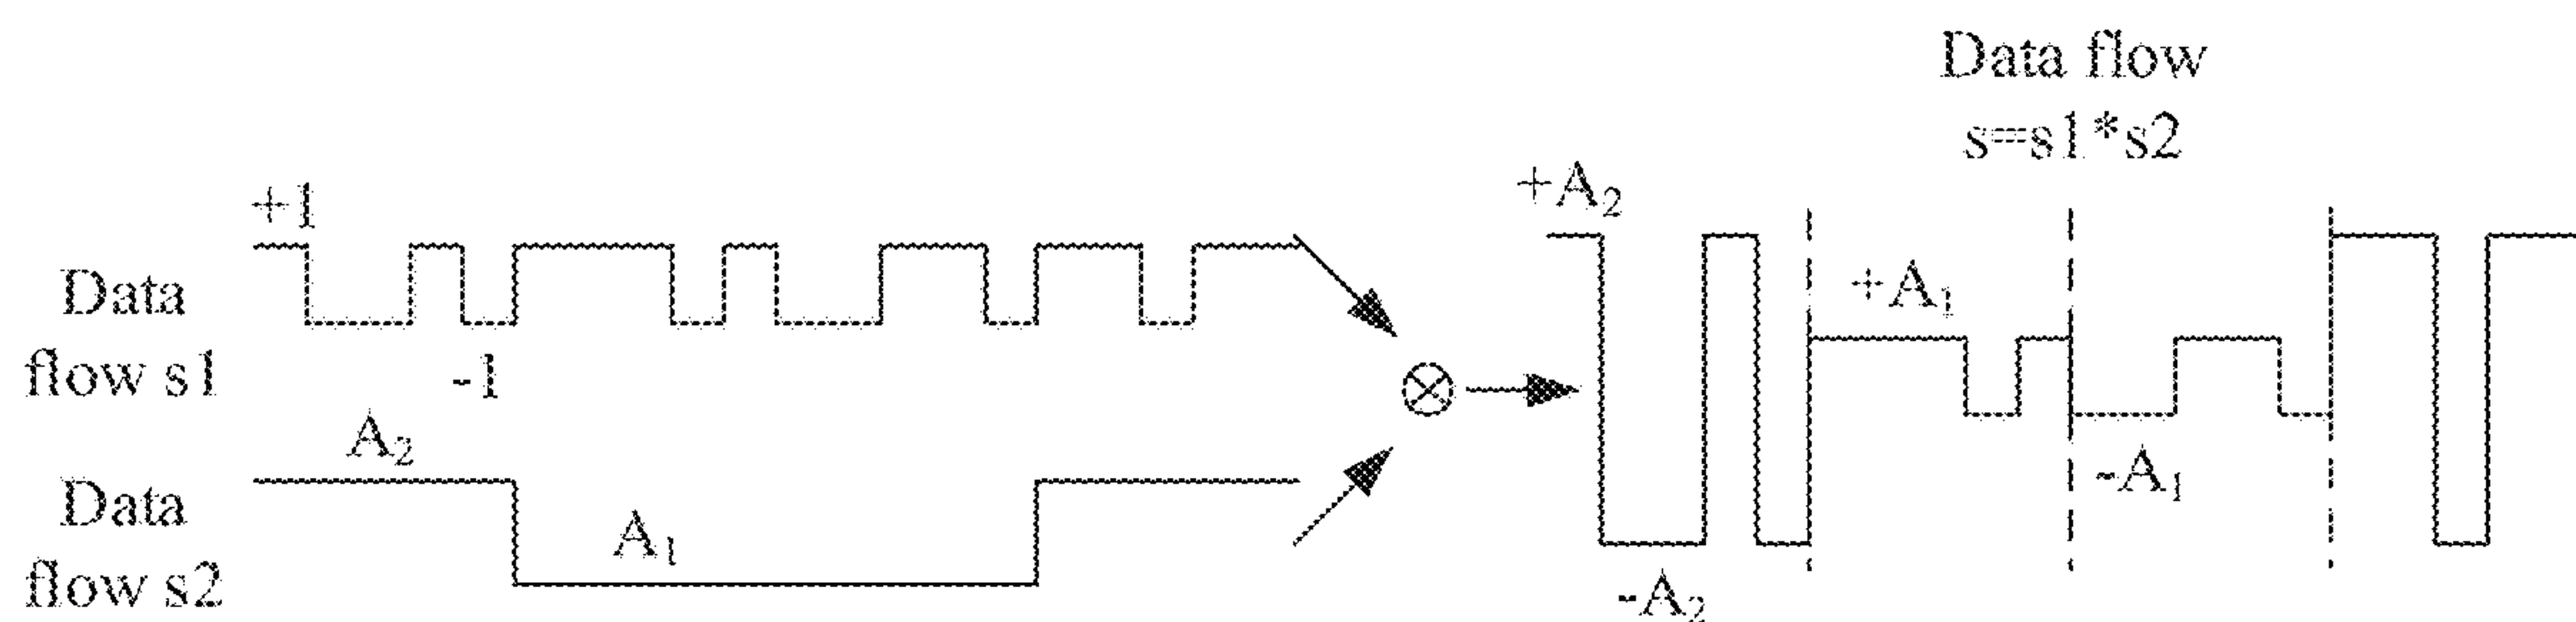 Data flow
s=s1*s2
+1
Data
flow s1
-1
A₂
Data
flow s2
A₁
+A₂
-A₂
+A₁
-A₁